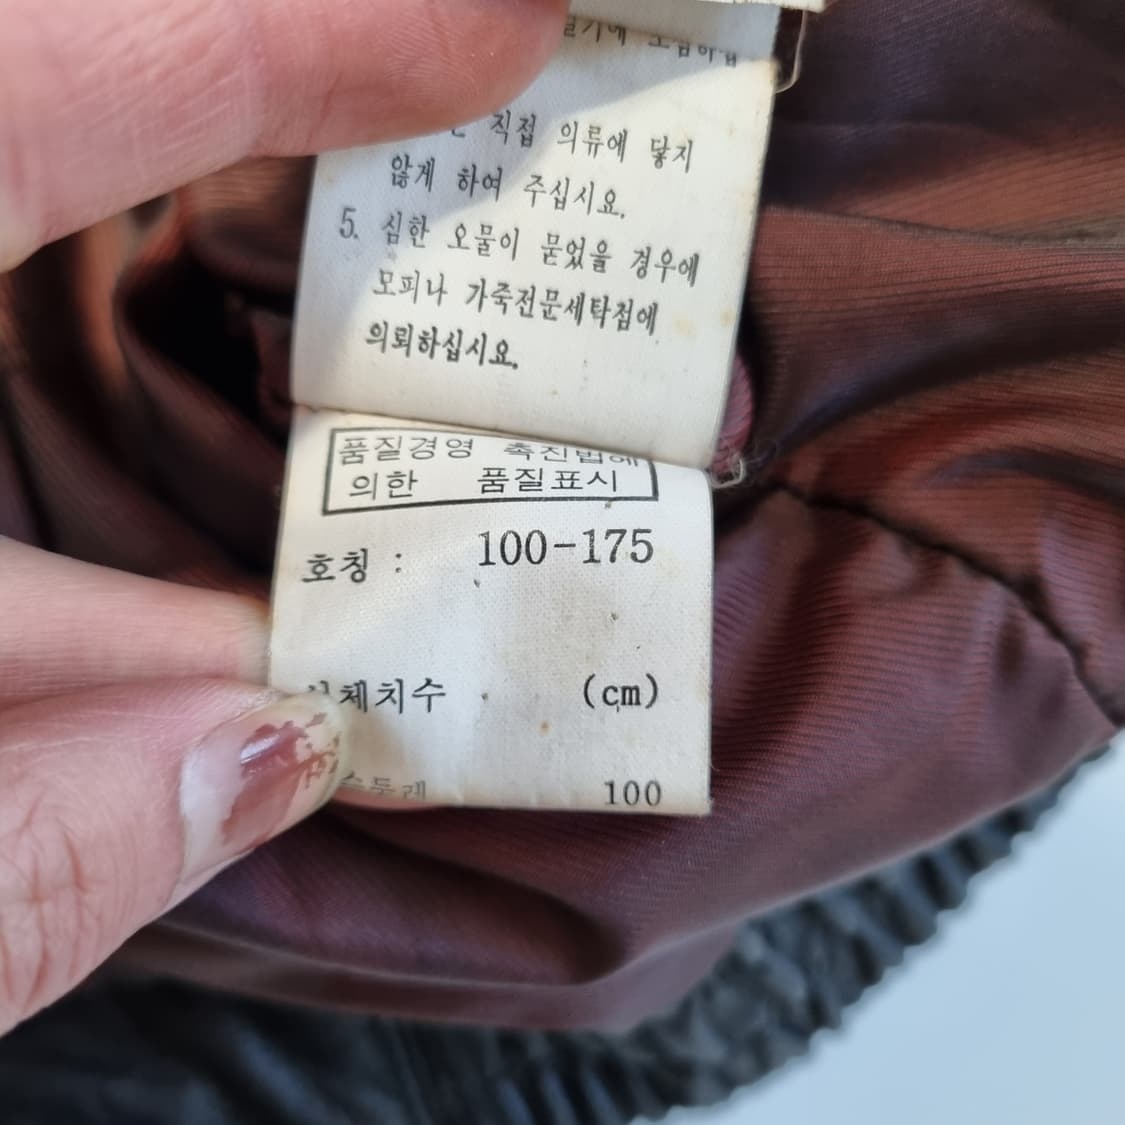 직접 의류에 닿지
않게 하여 주십시요.
5. 심한 오물이 묻었을 경우에
모피나 가죽전문세탁점에
의뢰하십시요.
품질경영 촉진법에
의한 품질표시
호칭 : 100-175
(cm)
100